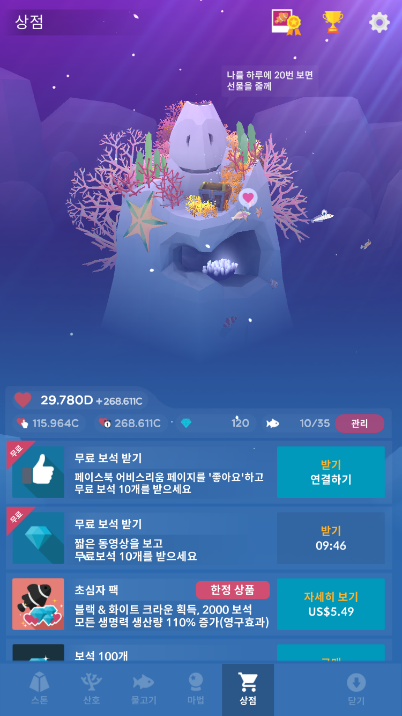 상점
나를 하루에 20번 보면
선물을 줄께
29.780D +268.611C
115.964C 268.611C 120 10/35 관리
무료
무료 보석 받기
페이스북 어비스리움 페이지를 '좋아요'하고
무료 보석 10개를 받으세요
받기
연결하기
무료
무료 보석 받기
짧은 동영상을 보고
무료보석 10개를 받으세요
받기
09:46
초심자 팩
한정 상품
블랙 & 화이트 크라운 획득, 2000 보석
모든 생명력 생산량 110% 증가(영구효과)
자세히 보기
US$5.49
보석 100개
스톤 산호 물고기 마법 상점 닫기